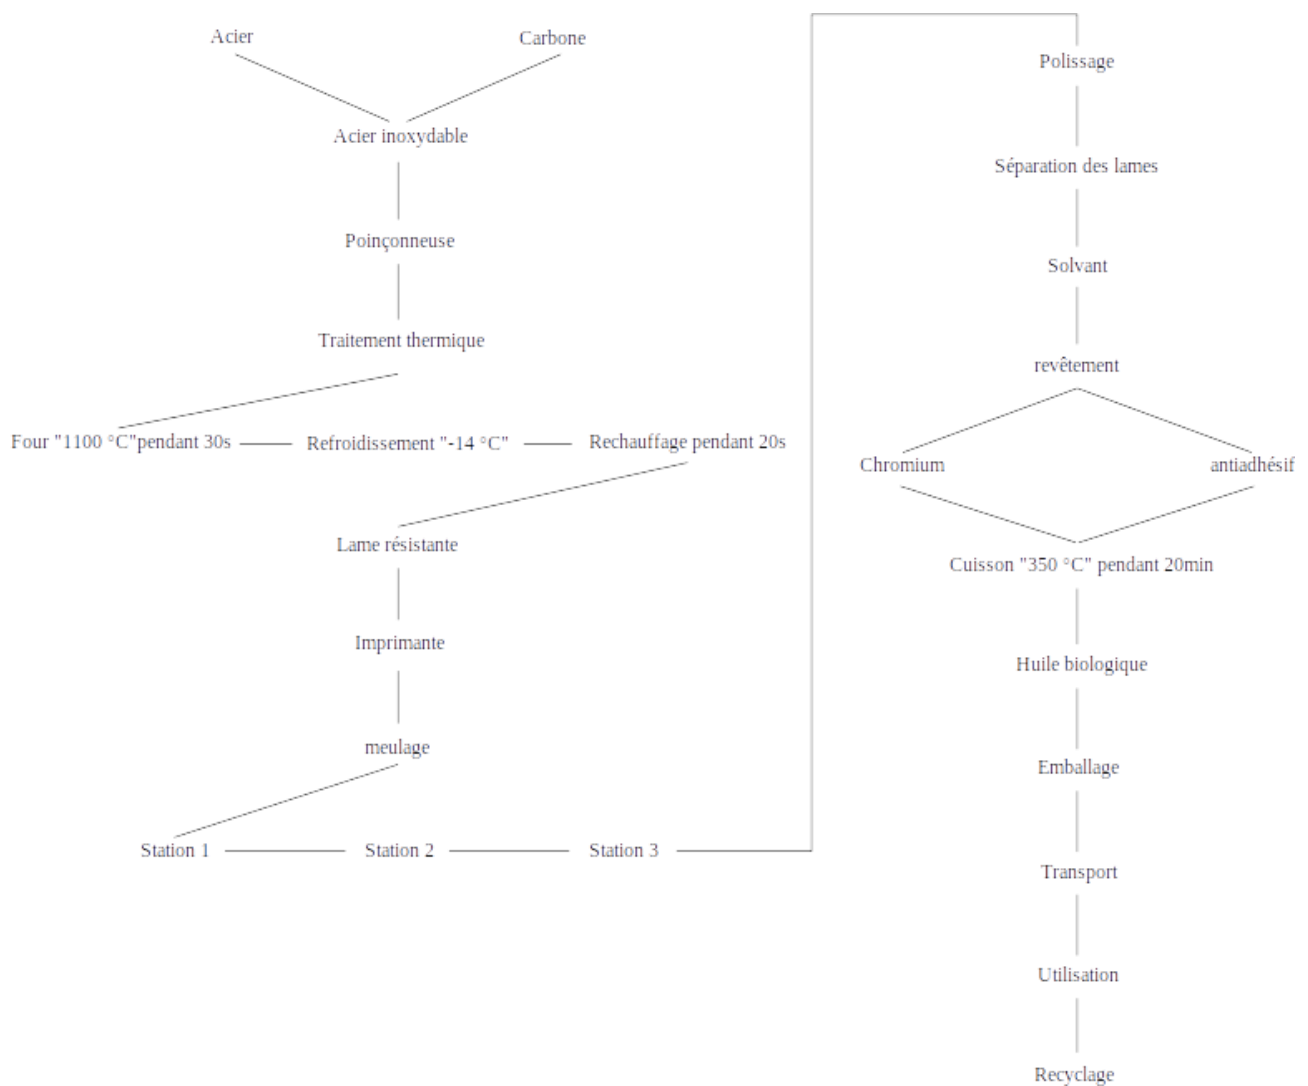 Acier
Carbone
Acier inoxydable
Poinçonneuse
Traitement thermique
Four "1100 °C"pendant 30s
Refroidissement "-14 °C"
Rechauffage pendant 20s
Lame résistante
Imprimante
meulage
Station 1
Station 2
Station 3
Polissage
Séparation des lames
Solvant
revêtement
Chromium
antiadhésif
Cuisson "350 °C" pendant 20min
Huile biologique
Emballage
Transport
Utilisation
Recyclage